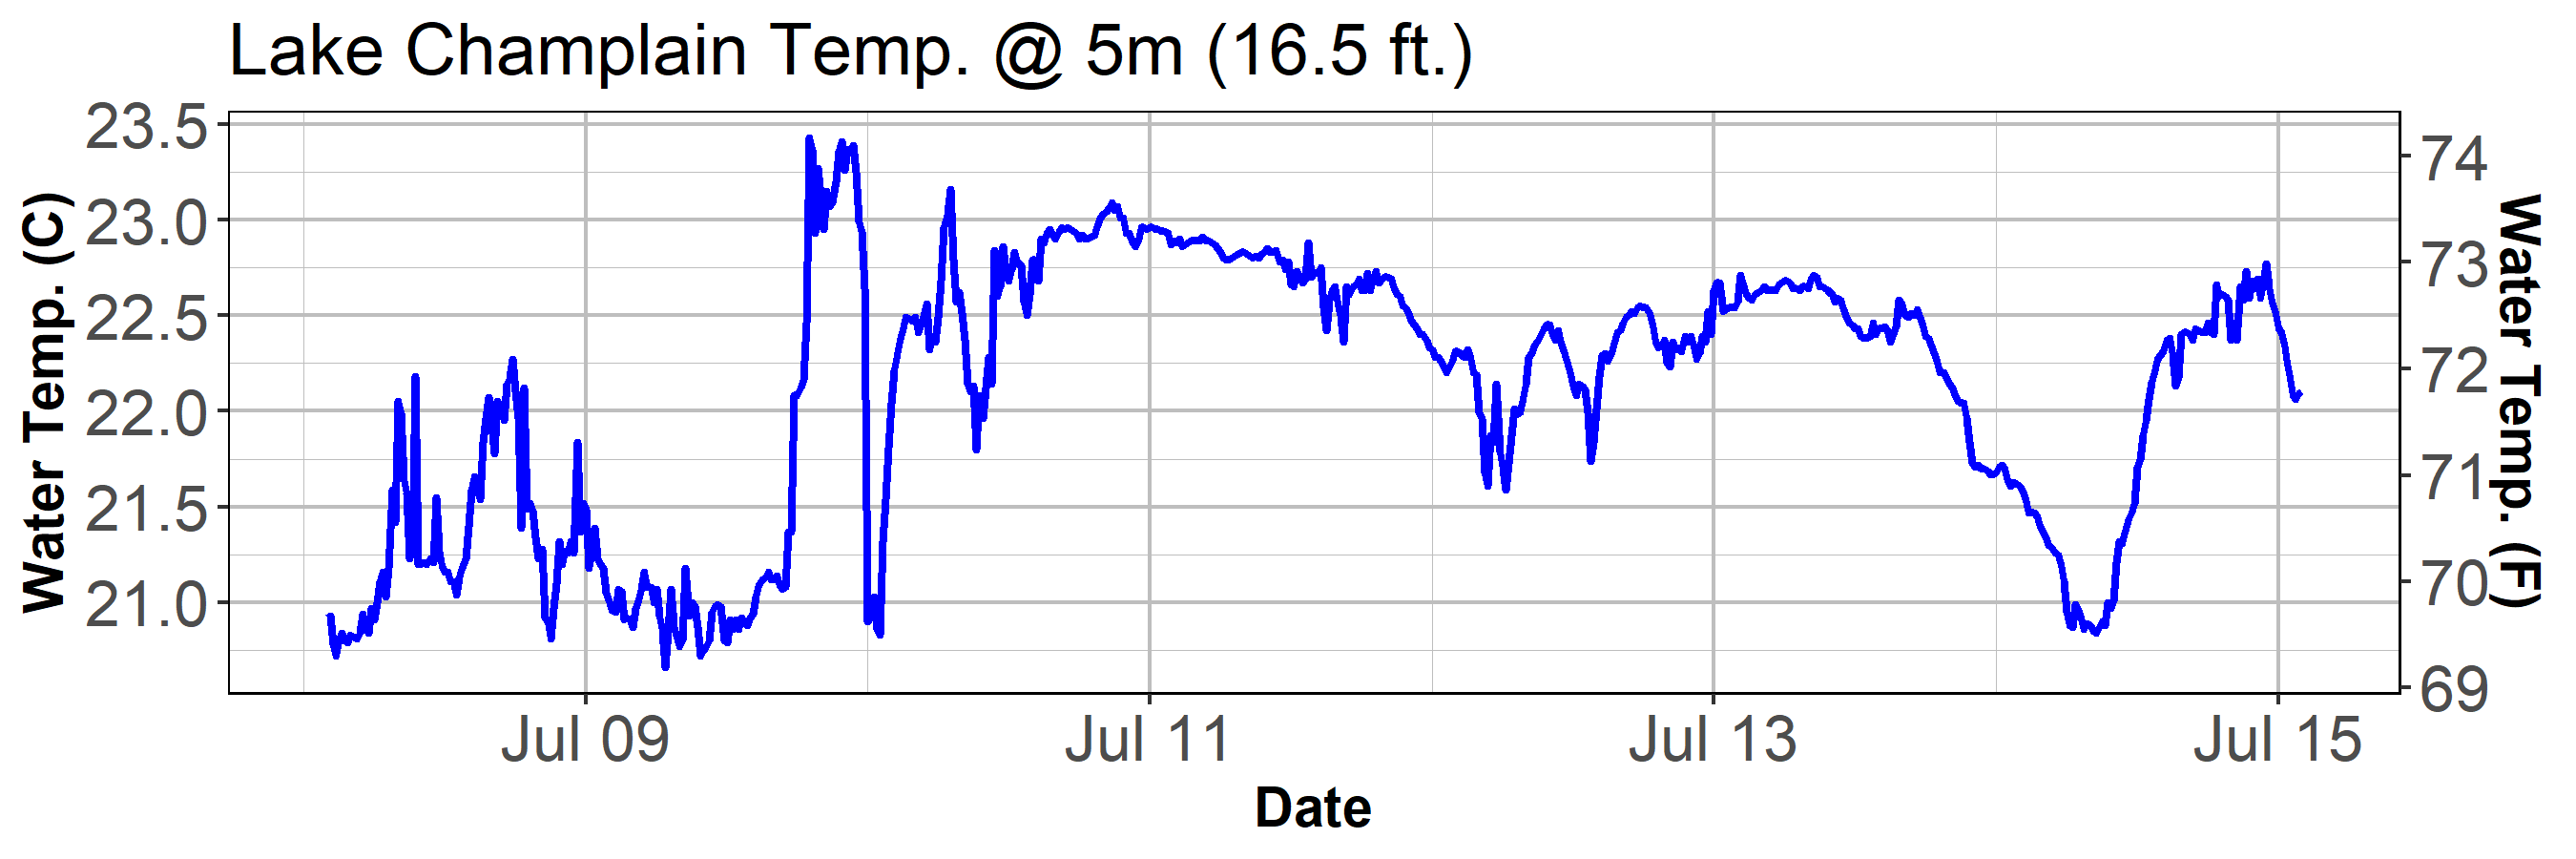 Lake Champlain Temp. @ 5m (16.5 ft.)
Water Temp. (C)
23.5
23.0
22.5
22.0
21.5
21.0
74
73
72
71
70
69
Water Temp. (F)
Jul 09
Jul 11
Jul 13
Jul 15
Date